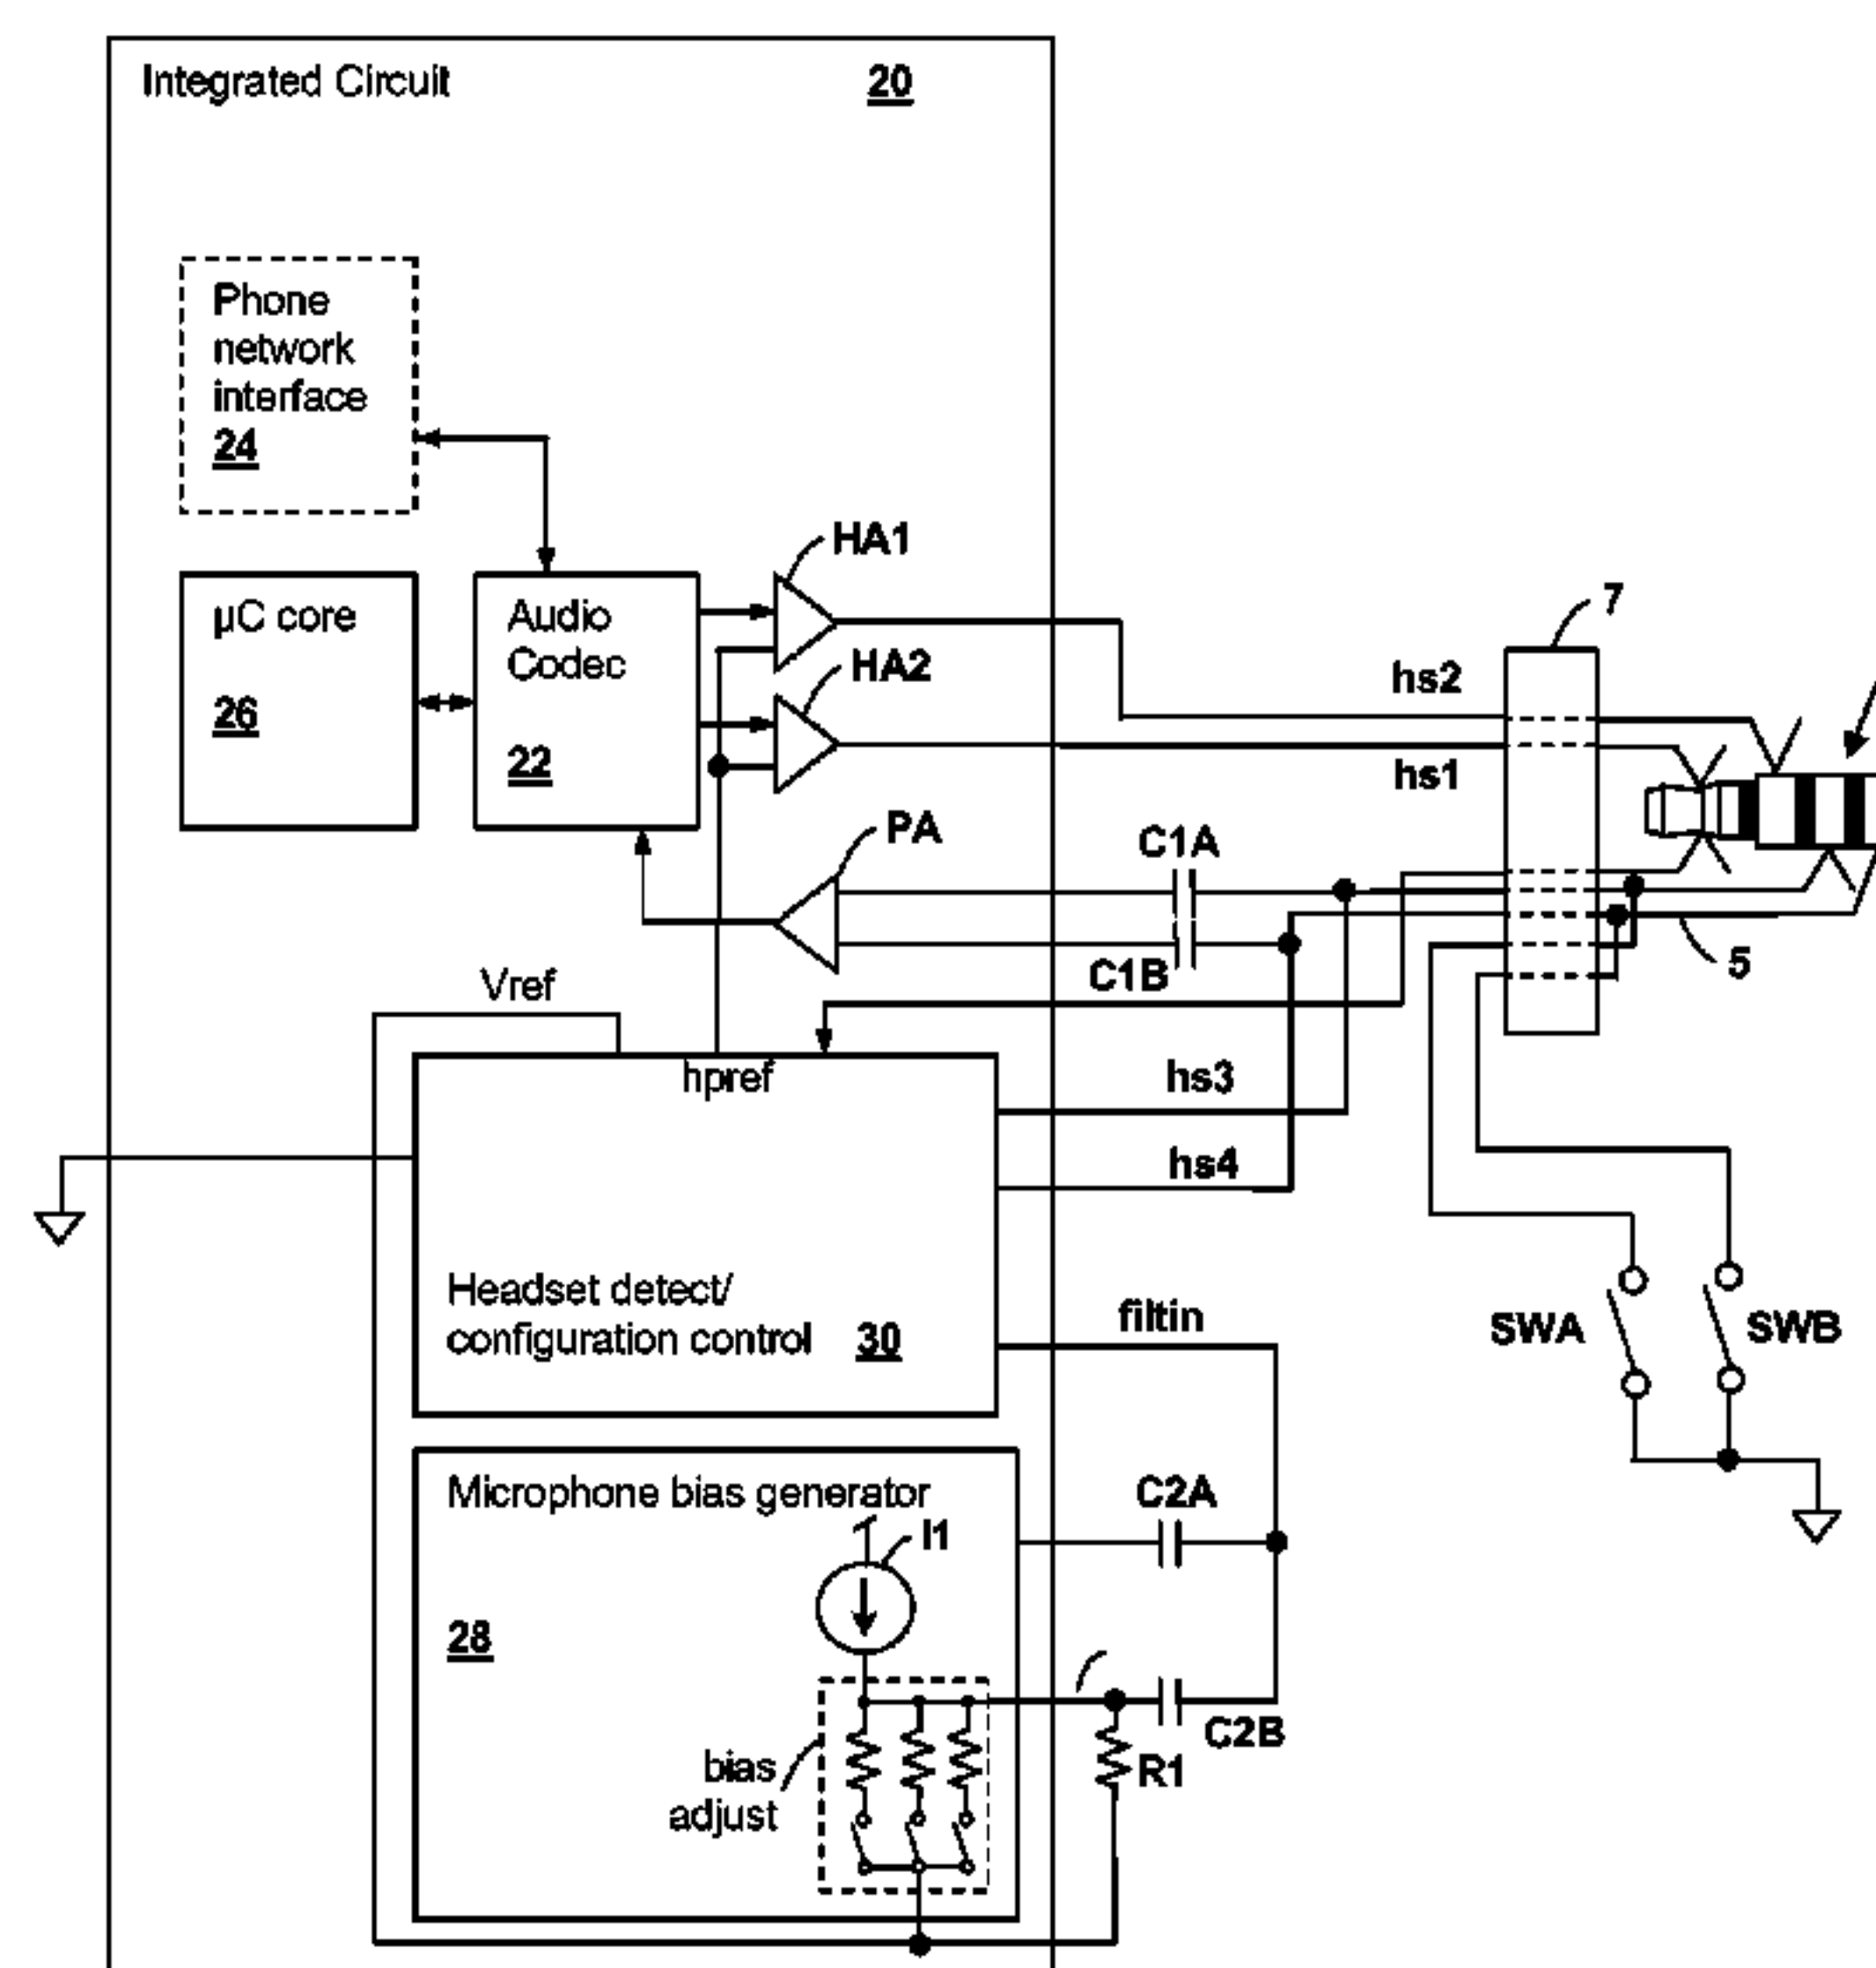 Integrated Circuit
20
Phone
network
interface
24
HA1
µC core
26
Audio
Codec
22
HA2
7
hs2
hs1
PA
C1A
C1B
5
Vref
hpref
hs3
hs4
Headset detect/
configuration control
30
filtin
SWA
SWB
Microphone bias generator
I1
28
C2A
C2B
R1
bias
adjust